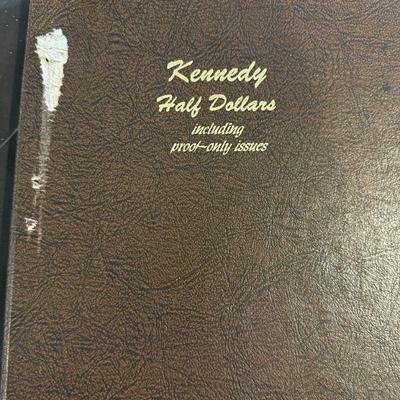 Kennedy
Half Dollars
including
proof-only issues